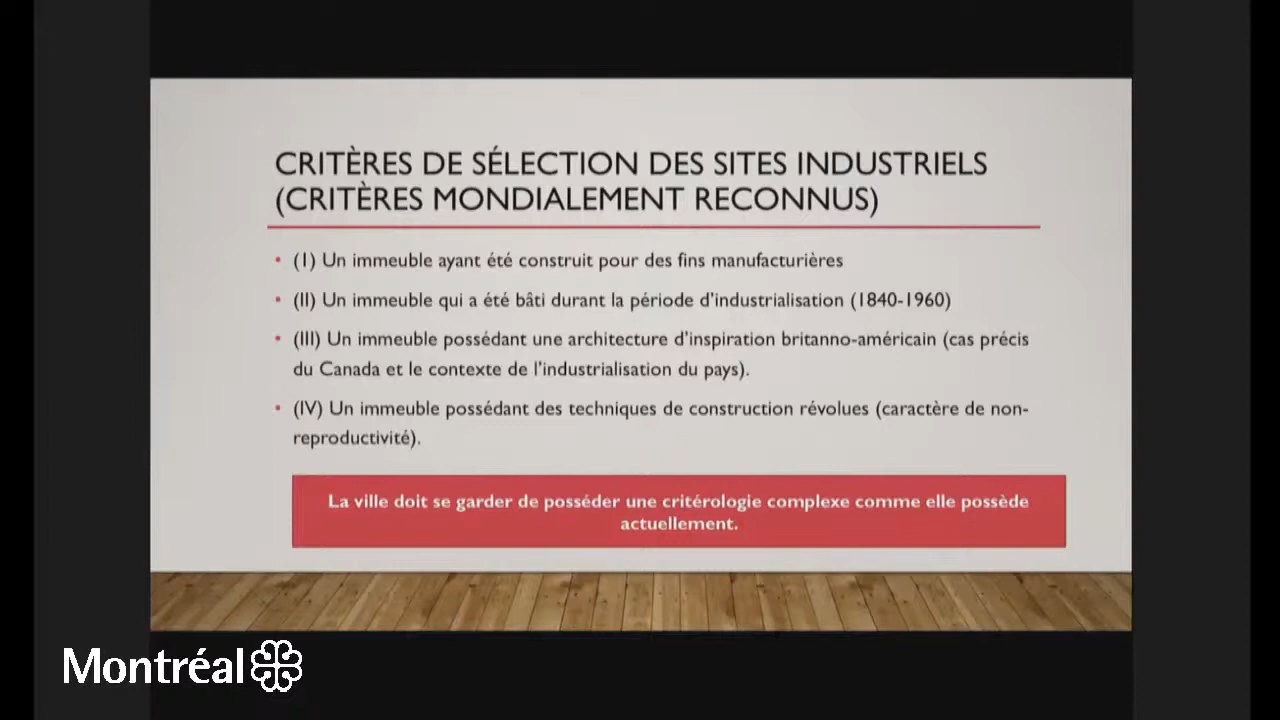 CRITÈRES DE SÉLECTION DES SITES INDUSTRIELS
(CRITÈRES MONDIALEMENT RECONNUS)
• (I) Un immeuble ayant été construit pour des fins manufacturières
• (II) Un immeuble qui a été bâti durant la période d'industrialisation (1840-1960)
• (III) Un immeuble possédant une architecture d'inspiration britanno-américain (cas précis
du Canada et le contexte de l'industrialisation du pays).
• (IV) Un immeuble possédant des techniques de construction révolues (caractère de non-
reproductivité).
La ville doit se garder de posséder une critérologie complexe comme elle possède
actuellement.
Montréal